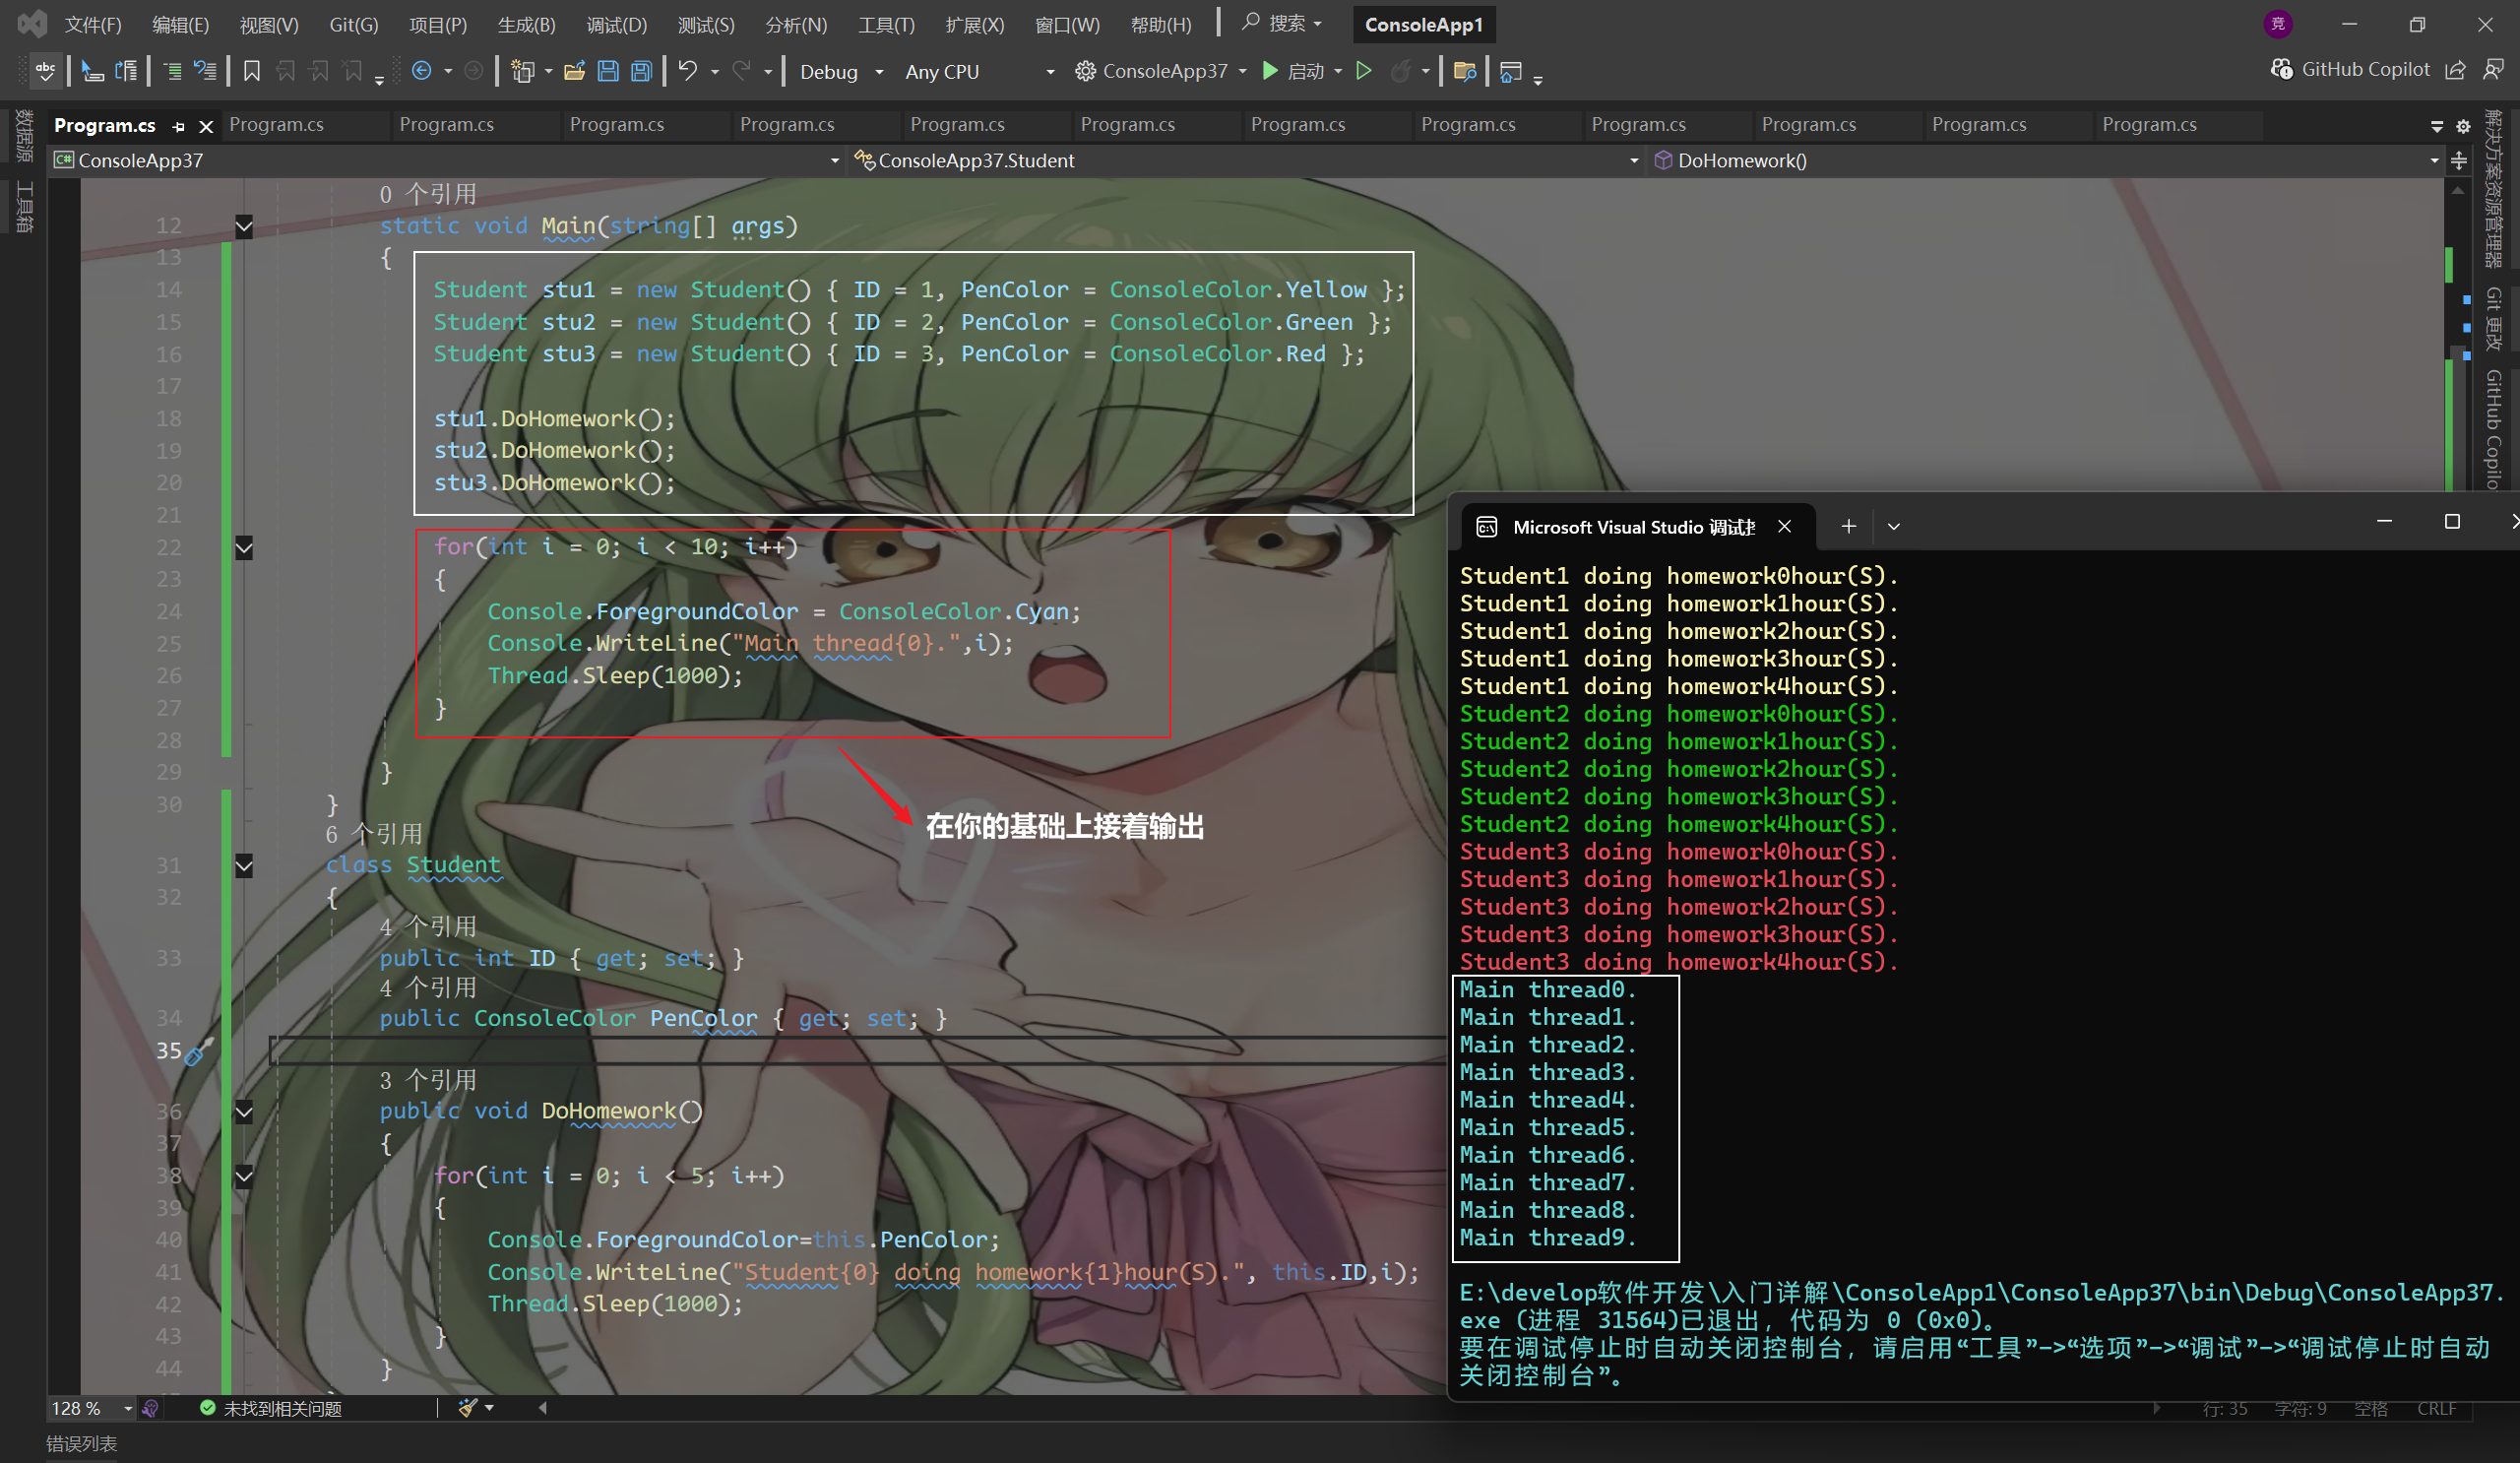 文件(F) 编辑(E) 视图(V) Git(G) 项目(P) 生成(B) 调试(D) 测试(S) 分析(N) 工具(T) 扩展(X) 窗口(W) 帮助(H) 搜索 ConsoleApp1 竞
abc Debug Any CPU ConsoleApp37 启动 GitHub Copilot
数据源
工具箱
Program.cs Program.cs Program.cs Program.cs Program.cs Program.cs Program.cs Program.cs Program.cs Program.cs Program.cs Program.cs Program.cs
C# ConsoleApp37 ConsoleApp37.Student DoHomework()
0 个引用
12 static void Main(string[] args)
13 {
14 Student stu1 = new Student() { ID = 1, PenColor = ConsoleColor.Yellow };
15 Student stu2 = new Student() { ID = 2, PenColor = ConsoleColor.Green };
16 Student stu3 = new Student() { ID = 3, PenColor = ConsoleColor.Red };
17
18 stu1.DoHomework();
19 stu2.DoHomework();
20 stu3.DoHomework();
21
22 for(int i = 0; i < 10; i++)
23 {
24 Console.ForegroundColor = ConsoleColor.Cyan;
25 Console.WriteLine("Main thread{0}.",i);
26 Thread.Sleep(1000);
27 }
28
29 }
在你的基础上接着输出
30 }
6 个引用
31 class Student
32 {
4 个引用
33 public int ID { get; set; }
4 个引用
34 public ConsoleColor PenColor { get; set; }
35
3 个引用
36 public void DoHomework()
37 {
38 for(int i = 0; i < 5; i++)
39 {
40 Console.ForegroundColor=this.PenColor;
41 Console.WriteLine("Student{0} doing homework{1}hour(S).", this.ID,i);
42 Thread.Sleep(1000);
43 }
44 }
解决方案资源管理器
Git 更改
GitHub Copilo
Microsoft Visual Studio 调试
Student1 doing homework0hour(S).
Student1 doing homework1hour(S).
Student1 doing homework2hour(S).
Student1 doing homework3hour(S).
Student1 doing homework4hour(S).
Student2 doing homework0hour(S).
Student2 doing homework1hour(S).
Student2 doing homework2hour(S).
Student2 doing homework3hour(S).
Student2 doing homework4hour(S).
Student3 doing homework0hour(S).
Student3 doing homework1hour(S).
Student3 doing homework2hour(S).
Student3 doing homework3hour(S).
Student3 doing homework4hour(S).
Main thread0.
Main thread1.
Main thread2.
Main thread3.
Main thread4.
Main thread5.
Main thread6.
Main thread7.
Main thread8.
Main thread9.
E:\develop软件开发\入门详解\ConsoleApp1\ConsoleApp37\bin\Debug\ConsoleApp37.
exe (进程 31564)已退出，代码为 0 (0x0)。
要在调试停止时自动关闭控制台，请启用“工具”->“选项”->“调试”->“调试停止时自动
关闭控制台”。
128 % 未找到相关问题 行: 35 字符: 9 空格 CRLF
错误列表